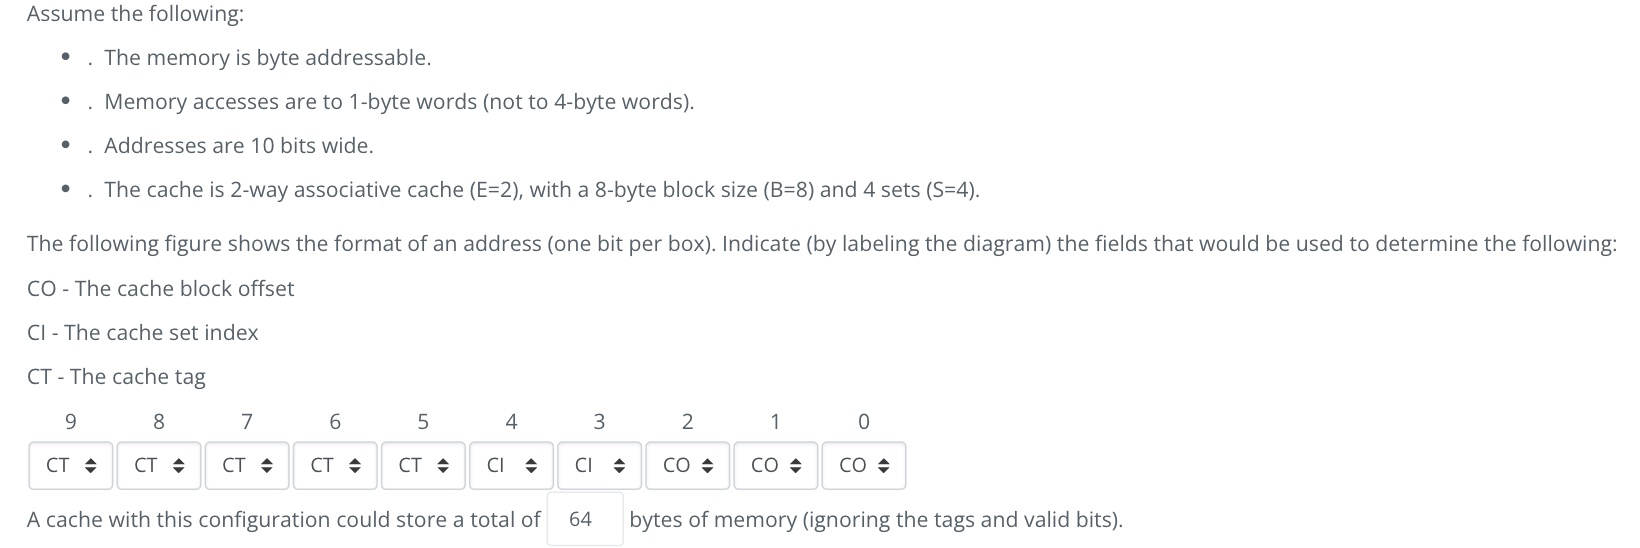 Assume the following:
• . The memory is byte addressable.
• . Memory accesses are to 1-byte words (not to 4-byte words).
• . Addresses are 10 bits wide.
• . The cache is 2-way associative cache (E=2), with a 8-byte block size (B=8) and 4 sets (S=4).
The following figure shows the format of an address (one bit per box). Indicate (by labeling the diagram) the fields that would be used to determine the following:
CO - The cache block offset
CI - The cache set index
CT - The cache tag
9 8 7 6 5 4 3 2 1 0
CT CT CT CT CT CI CI CO CO CO
A cache with this configuration could store a total of 64 bytes of memory (ignoring the tags and valid bits).